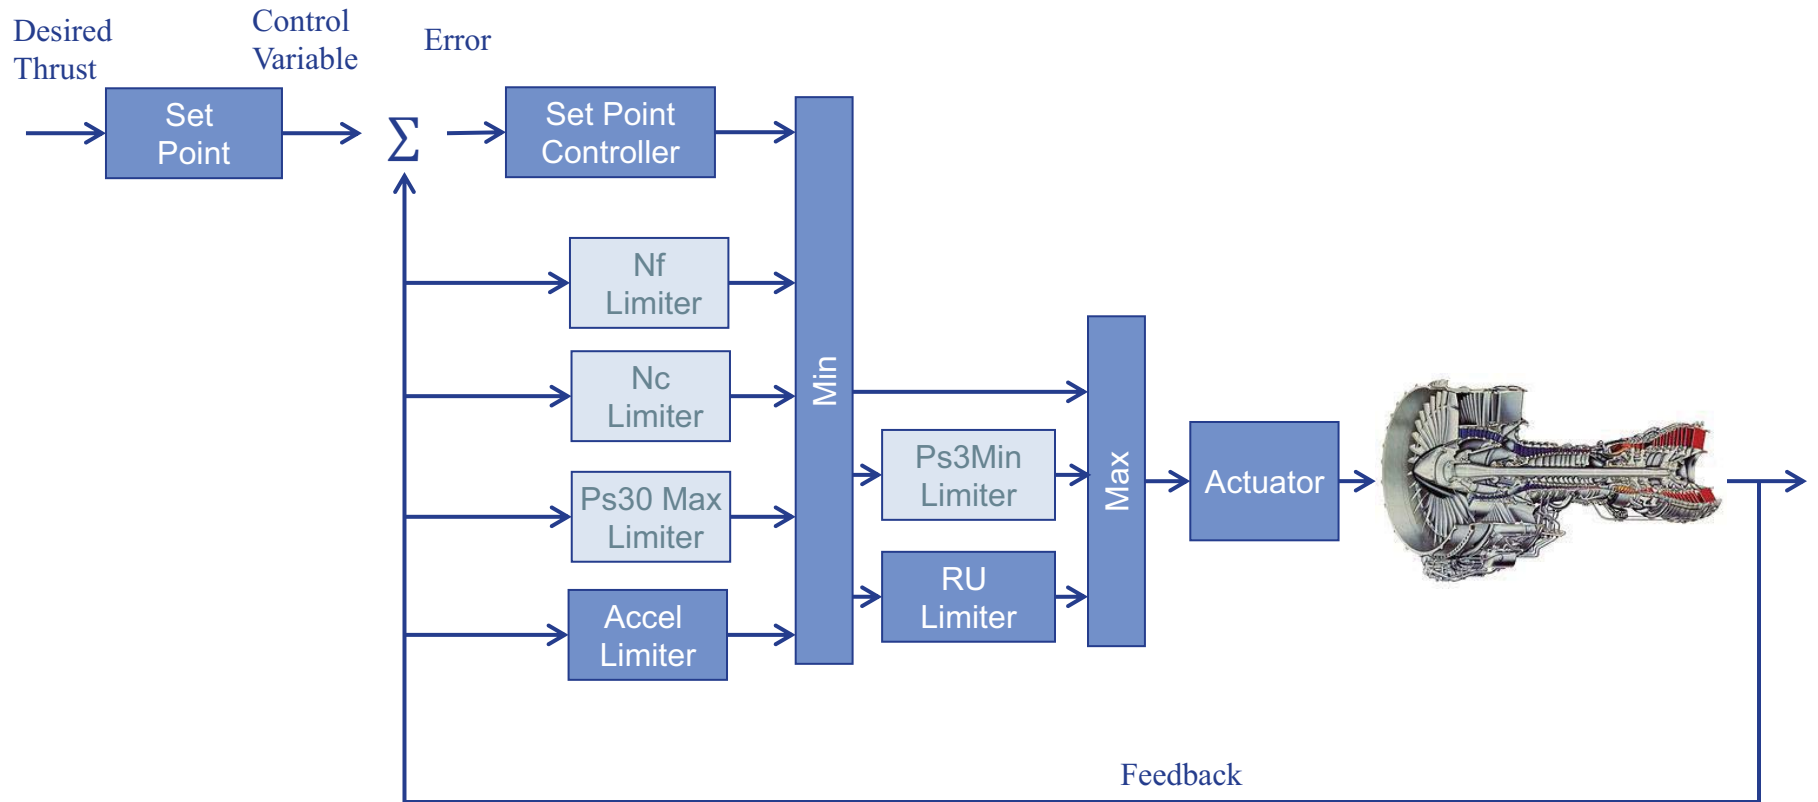 Desired
Thrust
Control
Variable
Error
Set
Point
Σ
Set Point
Controller
Nf
Limiter
Nc
Limiter
Ps30 Max
Limiter
Accel
Limiter
Min
Ps3Min
Limiter
RU
Limiter
Max
Actuator
Feedback